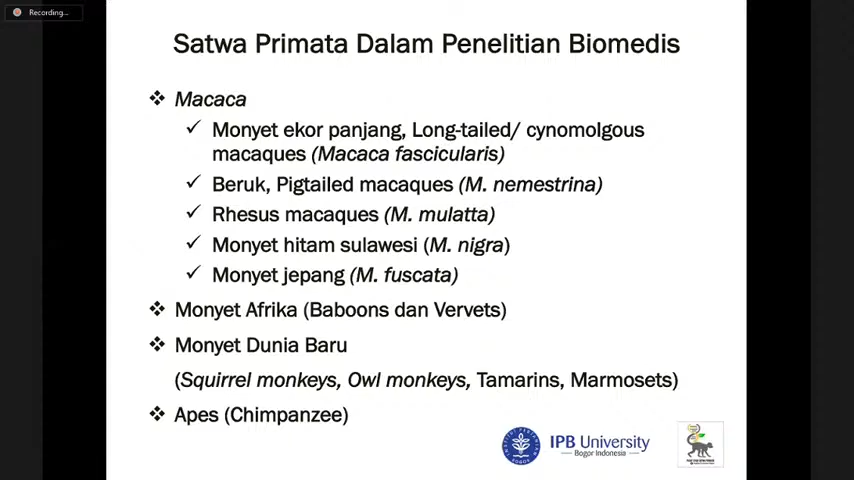 Recording...
Satwa Primata Dalam Penelitian Biomedis
❖ Macaca
✓ Monyet ekor panjang, Long-tailed/ cynomolgous
macaques (Macaca fascicularis)
✓ Beruk, Pigtailed macaques (M. nemestrina)
✓ Rhesus macaques (M. mulatta)
✓ Monyet hitam sulawesi (M. nigra)
✓ Monyet jepang (M. fuscata)
❖ Monyet Afrika (Baboons dan Vervets)
❖ Monyet Dunia Baru
(Squirrel monkeys, Owl monkeys, Tamarins, Marmosets)
❖ Apes (Chimpanzee)
IPB University
Bogor Indonesia